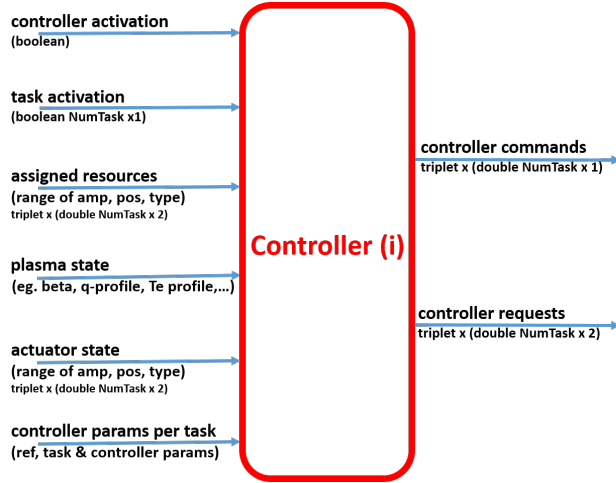 controller activation
(boolean)
task activation
(boolean NumTask x1)
assigned resources
(range of amp, pos, type)
triplet x (double NumTask x 2)
plasma state
(eg. beta, q-profile, Te profile,...)
actuator state
(range of amp, pos, type)
triplet x (double NumTask x 2)
controller params per task
(ref, task & controller params)
Controller (i)
controller commands
triplet x (double NumTask x 1)
controller requests
triplet x (double NumTask x 2)